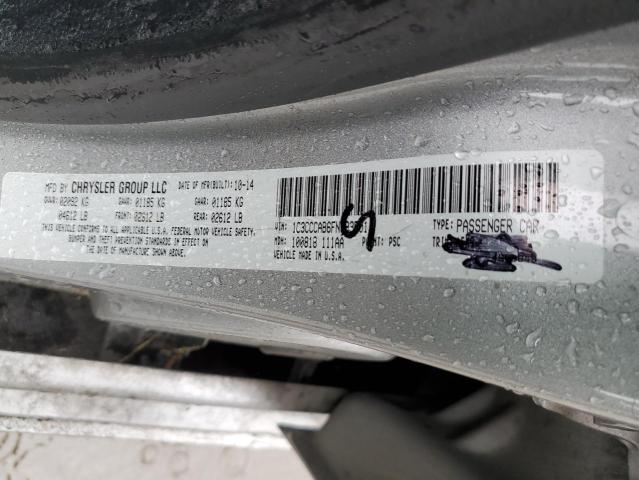 MFD BY CHRYSLER GROUP LLC DATE OF MFR(BUILT): 10-14
GVWR: 02092 KG GAWR: 01185 KG GAWR: 01185 KG
04612 LB FRONT: 02612 LB REAR: 02612 LB
THIS VEHICLE CONFORMS TO ALL APPLICABLE U.S.A. FEDERAL MOTOR VEHICLE SAFETY,
BUMPER AND THEFT PREVENTION STANDARDS IN EFFECT ON
THE DATE OF MANUFACTURE SHOWN ABOVE.
VIN: TYPE: PASSENGER CAR
MDH: 100818 111AA PAINT: PSC
VEHICLE MADE IN U.S.A.
S